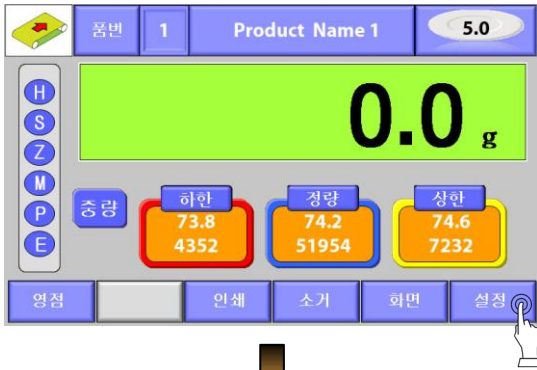 품번 1 Product Name 1 5.0
H
S
Z
M
P
E
0.0 g
중량
하한 정량 상한
73.8 74.2 74.6
4352 51954 7232
영점 인쇄 소거 화면 설정